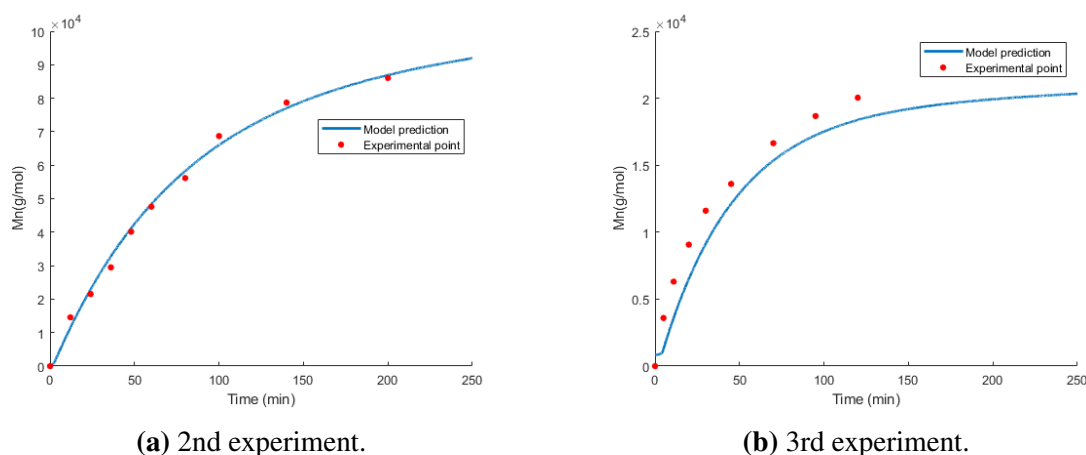 ×10⁴
10
9
8
7
6
5
4
3
2
1
0
Mn(g/mol)
0 50 100 150 200 250
Time (min)
Model prediction
Experimental point
(a) 2nd experiment.
×10⁴
2.5
2
1.5
1
0.5
0
Mn(g/mol)
0 50 100 150 200 250
Time (min)
Model prediction
Experimental point
(b) 3rd experiment.